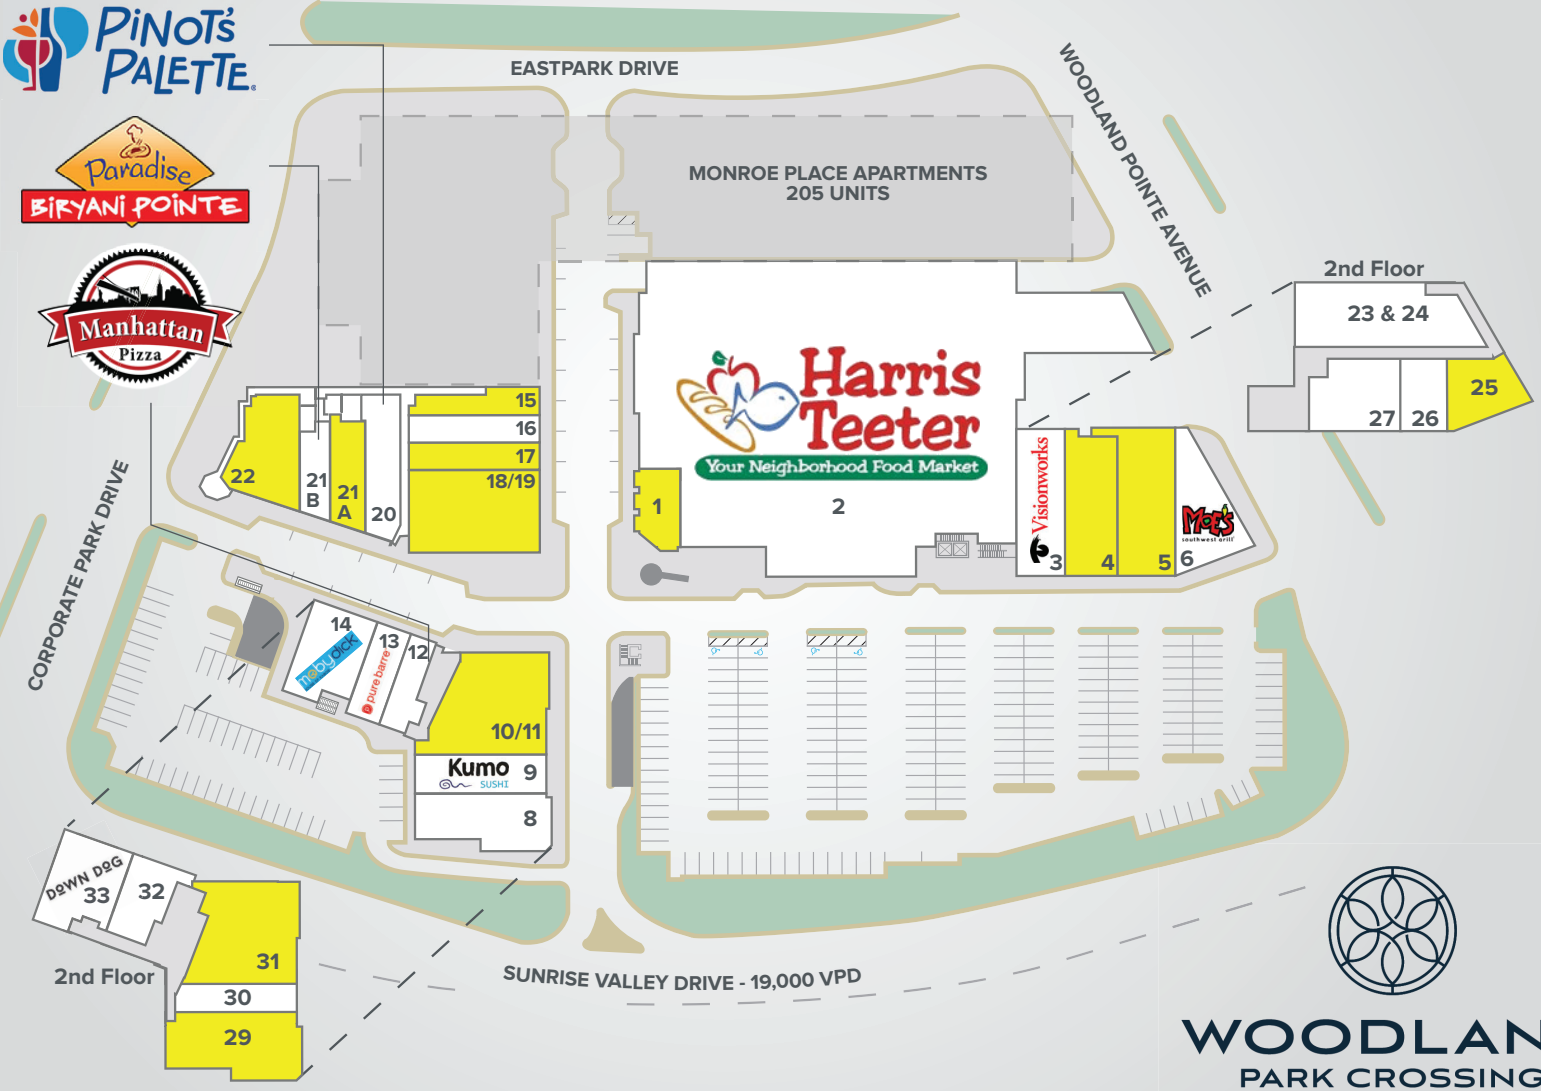 PiNOT'S
PALETTE
EASTPARK DRIVE
WOODLAND POINTE AVENUE
Paradise
BiRYANi POiNTE
MONROE PLACE APARTMENTS
205 UNITS
Manhattan
Pizza
2nd Floor
23 & 24
25
27
26
Harris
Teeter
Your Neighborhood Food Market
15
16
17
18/19
22
21
B
21
A
20
1
2
Visionworks
3
4
5
MOE'S
southwest grill
6
CORPORATE PARK DRIVE
14
mobydick
13
pure barre
12
10/11
Kumo
SUSHI
9
8
DOWN DOG
33
32
31
2nd Floor
30
29
SUNRISE VALLEY DRIVE - 19,000 VPD
WOODLAN
PARK CROSSING